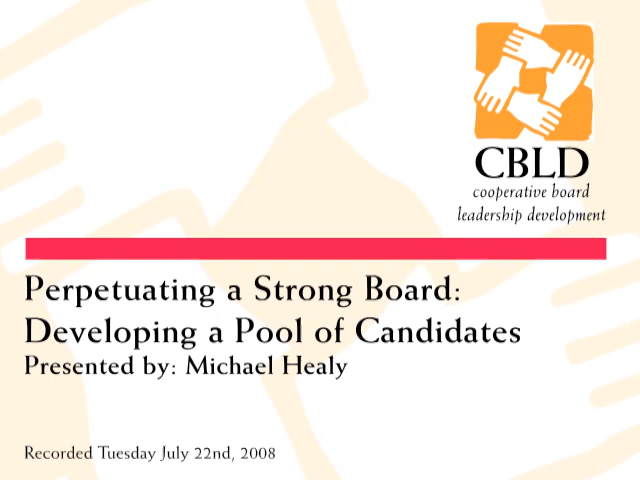 CBLD
cooperative board
leadership development
Perpetuating a Strong Board:
Developing a Pool of Candidates
Presented by: Michael Healy
Recorded Tuesday July 22nd, 2008